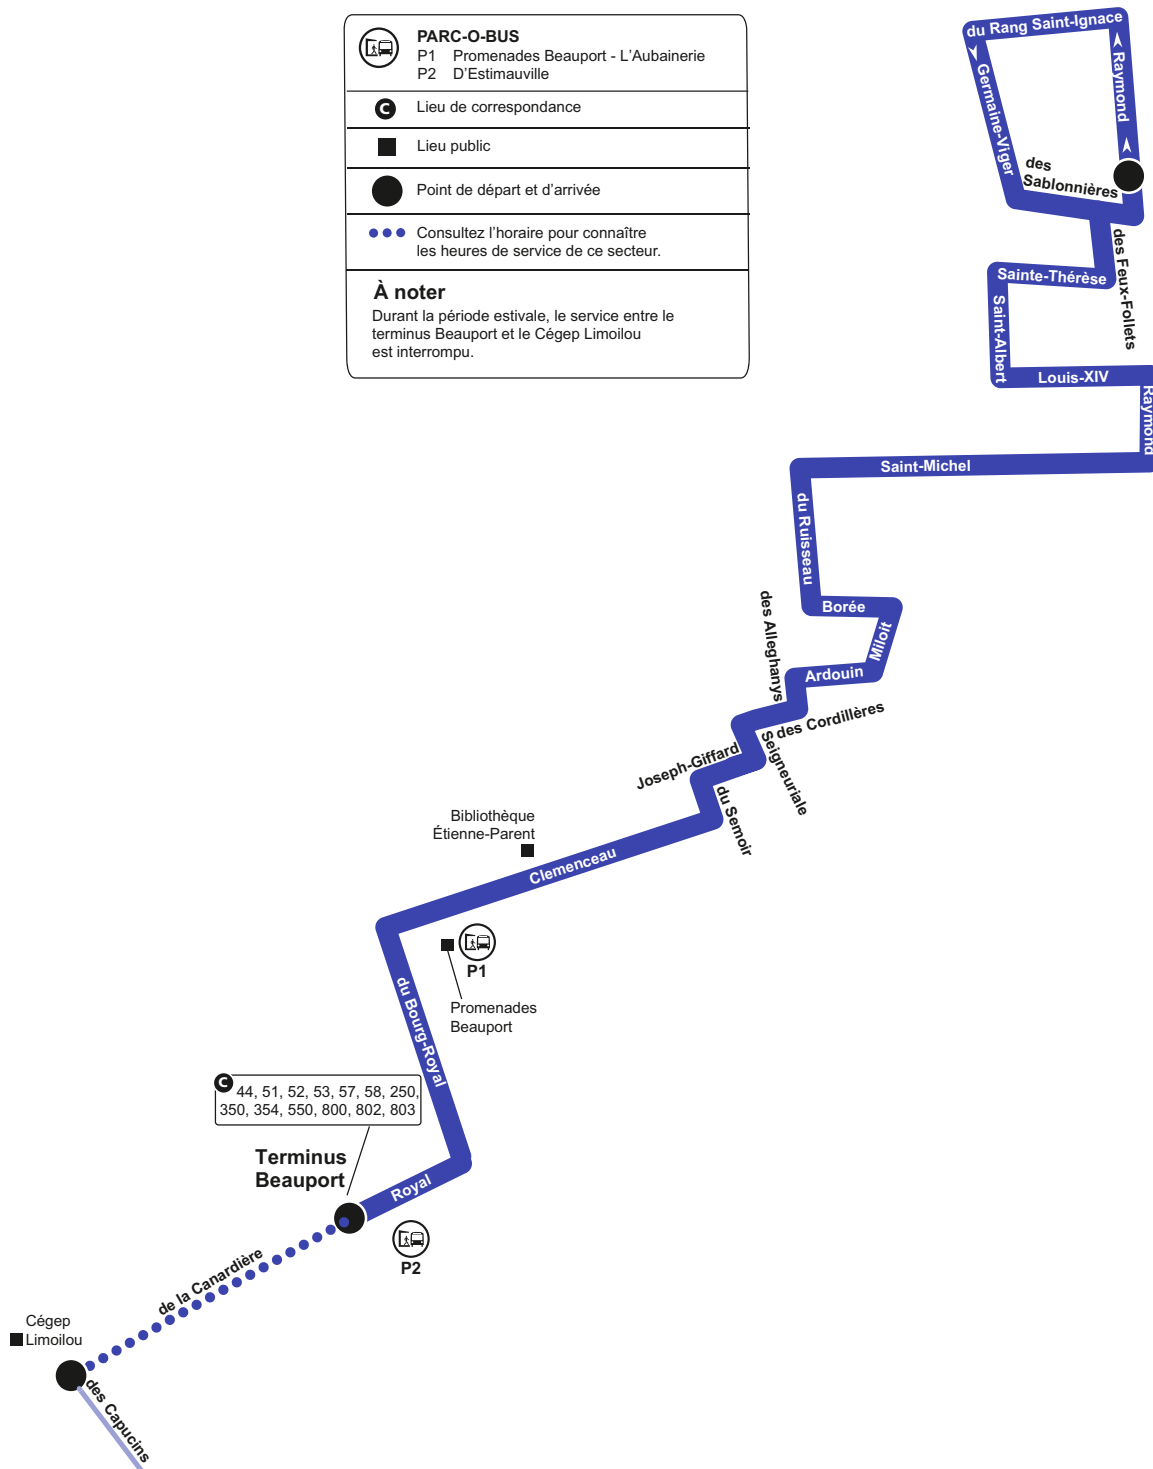 PARC-O-BUS
P1 Promenades Beauport - L'Aubainerie
P2 D'Estimauville
C Lieu de correspondance
Lieu public
Point de départ et d'arrivée
Consultez l'horaire pour connaître
les heures de service de ce secteur.
À noter
Durant la période estivale, le service entre le
terminus Beauport et le Cégep Limoilou
est interrompu.
du Rang Saint-Ignace
Raymond
Germaine-Viger
des
Sablonnières
des Feux-Follets
Sainte-Thérèse
Saint-Albert
Louis-XIV
Raymond
Saint-Michel
du Ruisseau
Borée
Miloit
des Alleghanys
Ardouin
des Cordillères
Seigneuriale
Joseph-Giffard
du Semoir
Bibliothèque
Étienne-Parent
Clemenceau
P1
Promenades
Beauport
du Bourg-Royal
C 44, 51, 52, 53, 57, 58, 250,
350, 354, 550, 800, 802, 803
Terminus
Beauport
Royal
P2
de la Canardière
Cégep
Limoilou
des Capucins